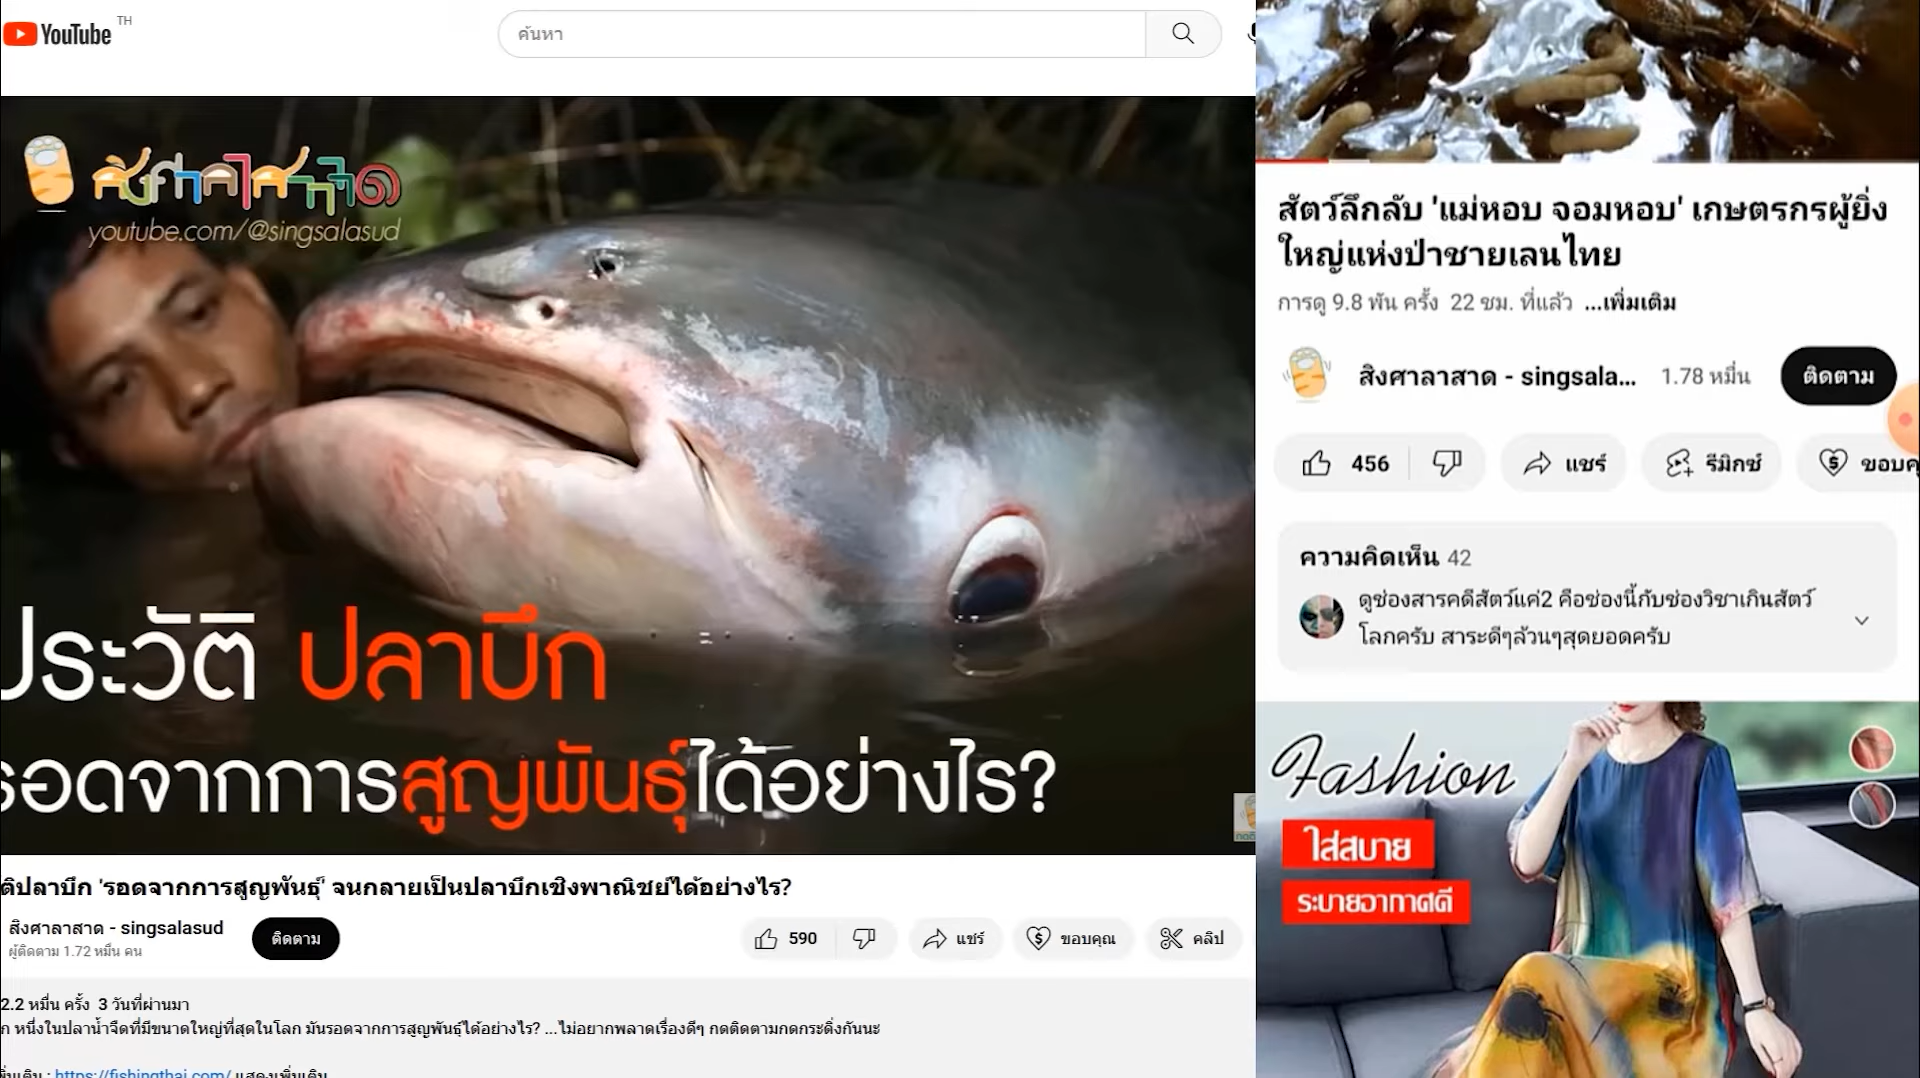 YouTube TH
ค้นหา
สิงศาลาสาด
youtube.com/@singsalasud
ประวัติ ปลาบึก
รอดจากการสูญพันธุ์ได้อย่างไร?
ติปลาบึก 'รอดจากการสูญพันธุ์' จนกลายเป็นปลาบึกเชิงพาณิชย์ได้อย่างไร?
สิงศาลาสาด - singsalasud
ผู้ติดตาม 1.72 หมื่น คน
ติดตาม
590
แชร์
ขอบคุณ
คลิป
2.2 หมื่น ครั้ง 3 วันที่ผ่านมา
ก หนึ่งในปลาน้ำจืดที่มีขนาดใหญ่ที่สุดในโลก มันรอดจากการสูญพันธุ์ได้อย่างไร? ...ไม่อยากพลาดเรื่องดีๆ กดติดตามกดกระดิ่งกันนะ
พิ่มเติม : https://fishingthai.com/ แสดงเพิ่มเติม
สัตว์ลึกลับ 'แม่หอบ จอมหอบ' เกษตรกรผู้ยิ่ง
ใหญ่แห่งป่าชายเลนไทย
การดู 9.8 พัน ครั้ง 22 ชม. ที่แล้ว ...เพิ่มเติม
สิงศาลาสาด - singsala... 1.78 หมื่น
ติดตาม
456
แชร์
รีมิกซ์
ขอบคุ
ความคิดเห็น 42
ดูช่องสารคดีสัตว์แค่2 คือช่องนี้กับช่องวิชาเกินสัตว์
โลกครับ สาระดีๆล้วนๆสุดยอดครับ
Fashion
ใส่สบาย
ระบายอากาศดี